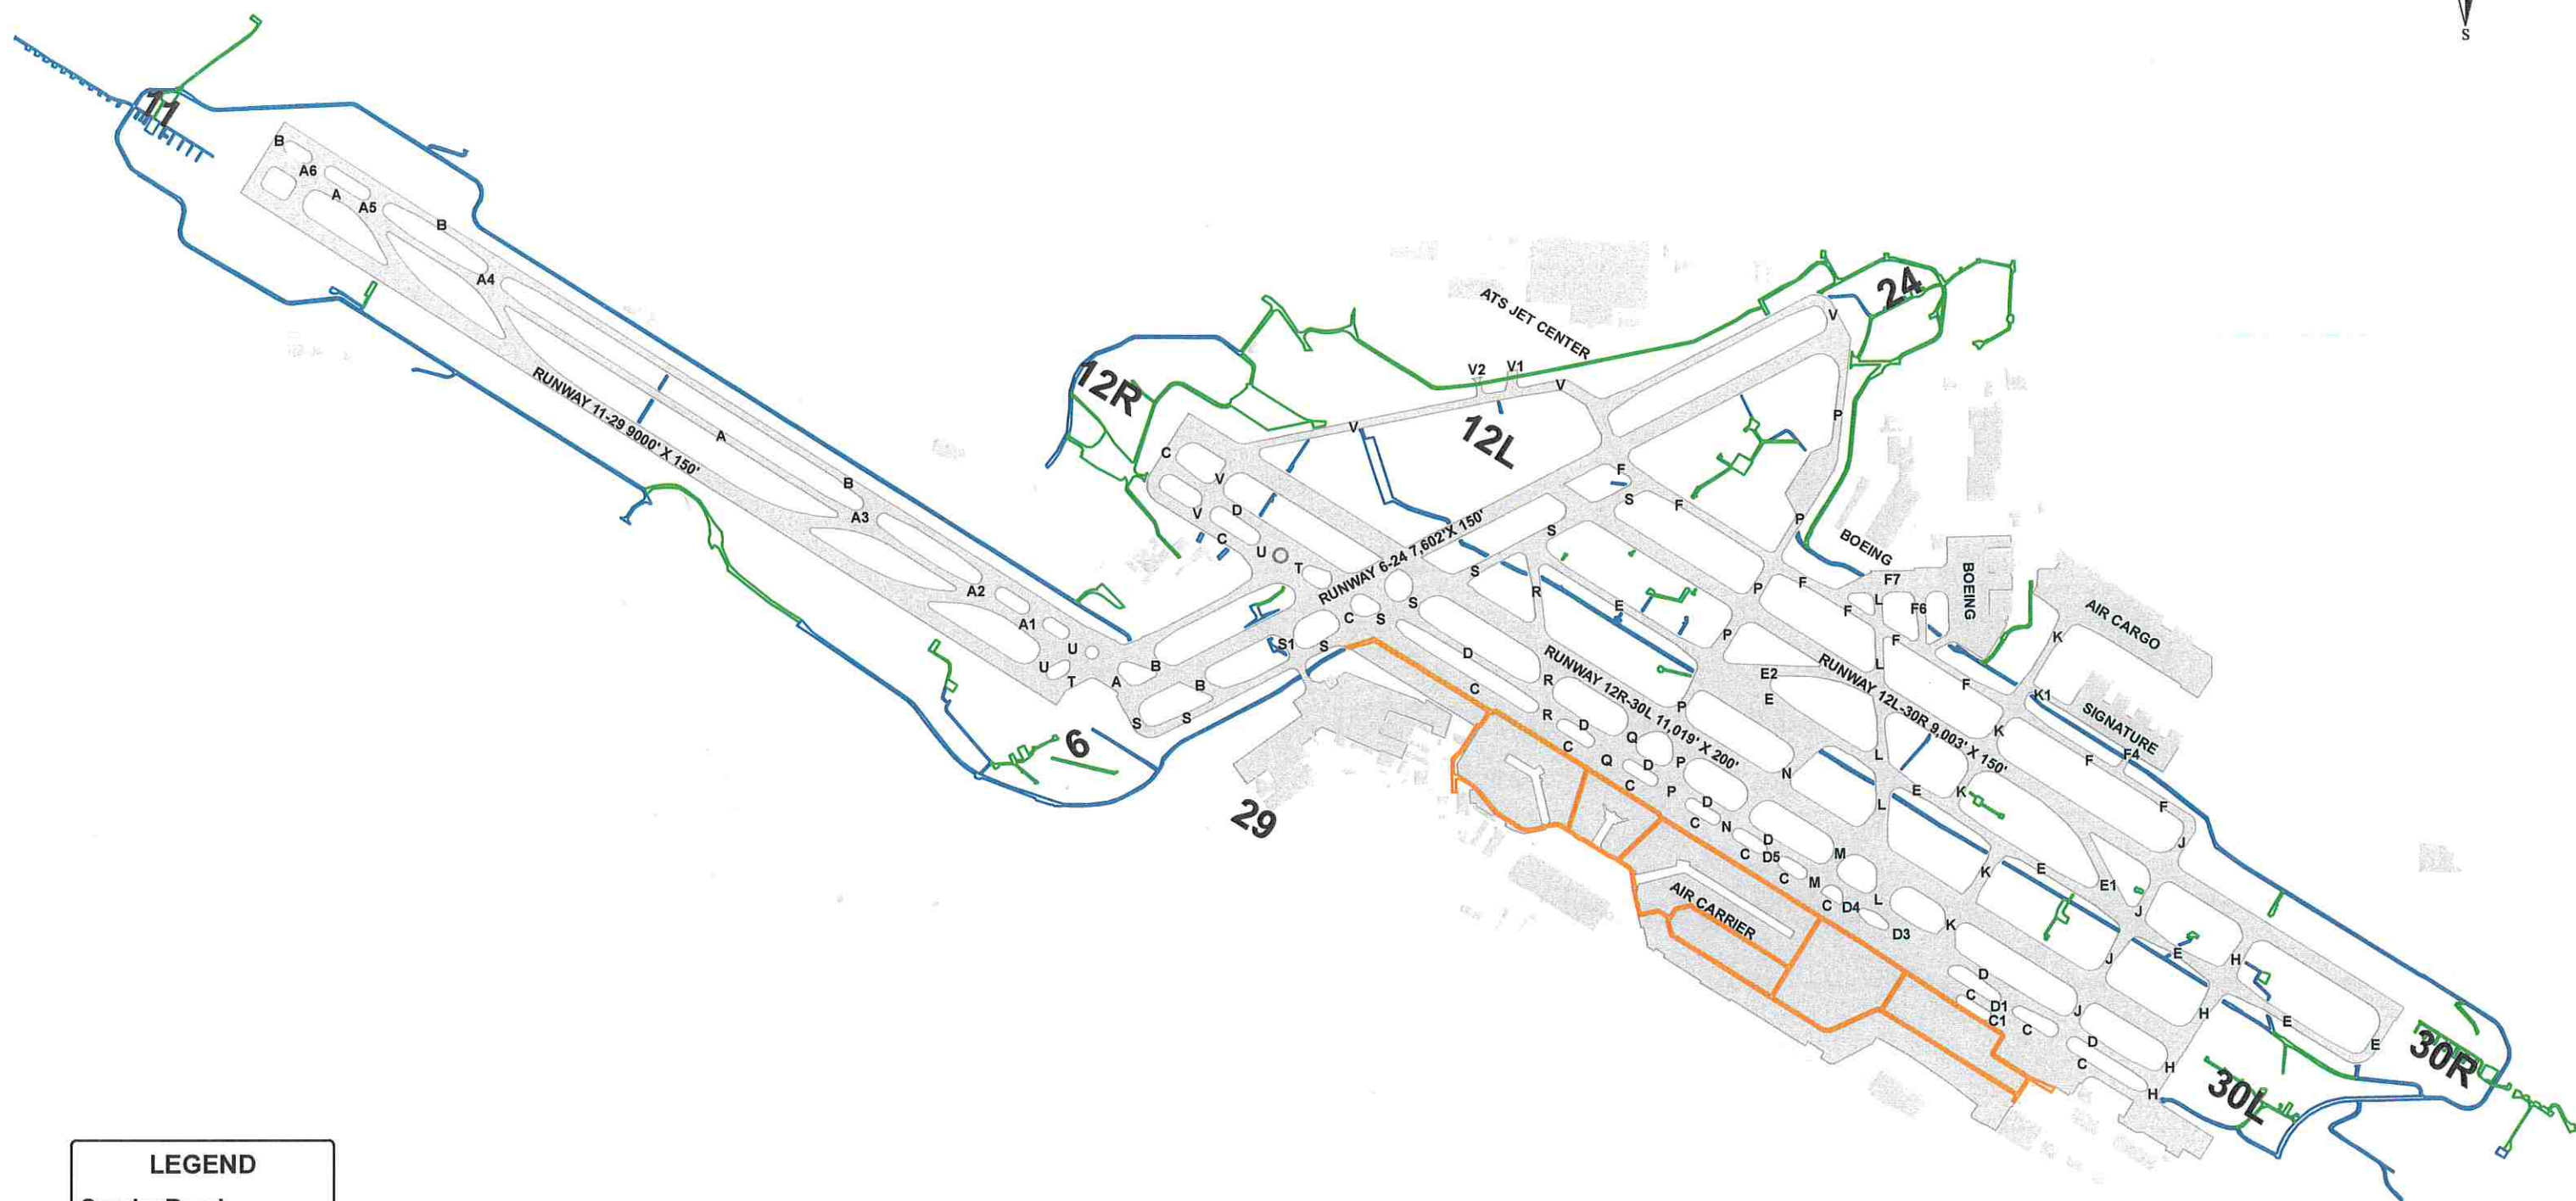 S
11
B
A6
A
A5
B
A4
24
V
ATS JET CENTER
V2
V1
V
12R
RUNWAY 11-29 9000' X 150'
A
P
V
12L
C
V
F
B
D
S
F
A3
V
P
S
C
U
RUNWAY 6-24 7,602'X 150'
BOEING
T
S
F7
BOEING
F
P
L
A2
R
E
S
F
F6
AIR CARGO
C
S
A1
P
F
K
S1
S
U
D
RUNWAY 12R-30L 11,019' X 200'
RUNWAY 12L-30R 9,003' X 150'
L
U
B
E2
T
A
B
C
R
F
E
K1
P
SIGNATURE
S
S
R
D
K
6
C
Q
L
F4
Q
D
P
N
F
29
C
P
E
K
D
L
F
C
N
D
J
C
D5
M
E
C
M
K
E1
AIR CARRIER
C
D4
L
J
K
D3
E
J
H
D
C
D1
J
H
C1
C
E
D
E
30R
C
H
H
30L
LEGEND